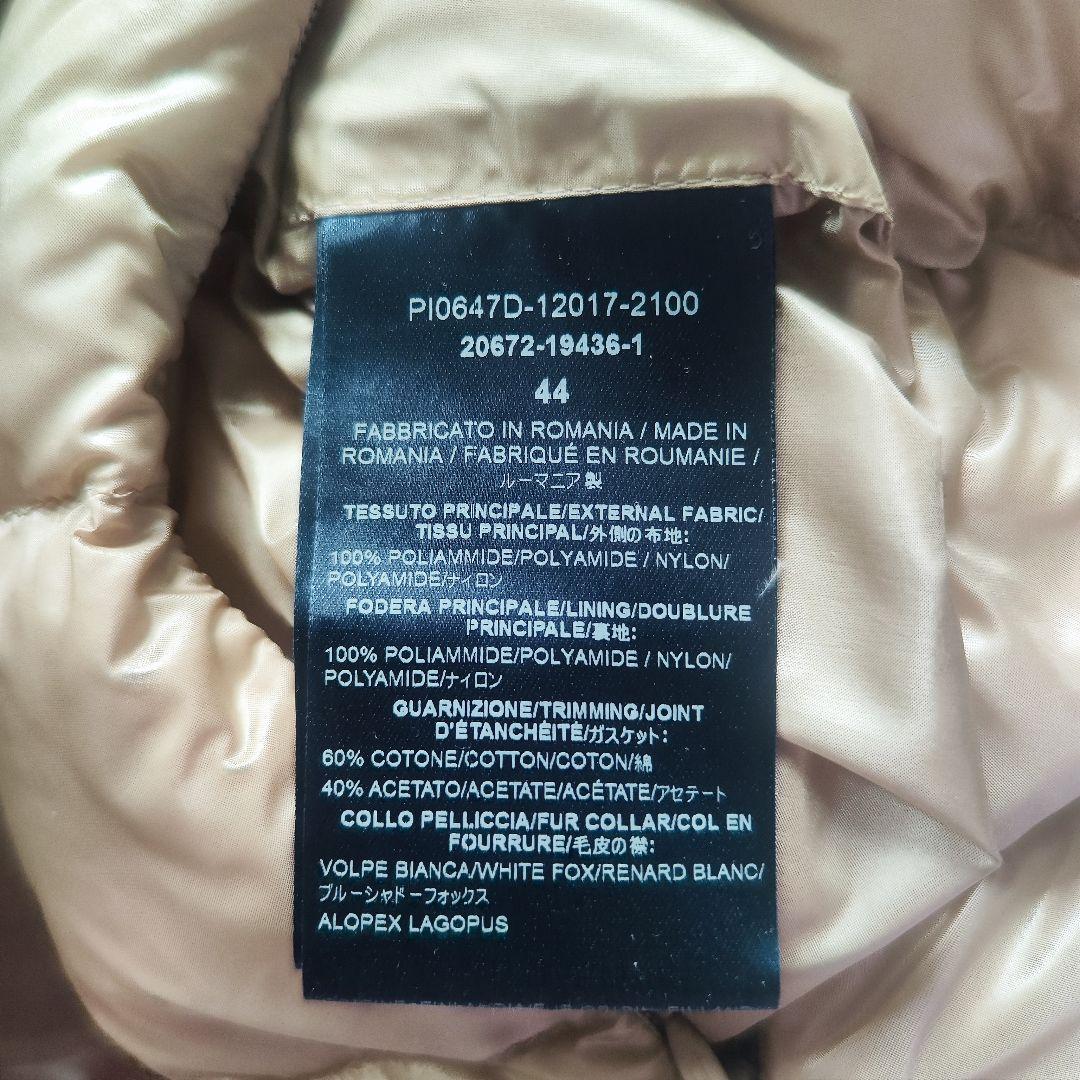 PI0647D-12017-2100
20672-19436-1
44
FABBRICATO IN ROMANIA / MADE IN
ROMANIA / FABRIQUÉ EN ROUMANIE /
ルーマニア製
TESSUTO PRINCIPALE/EXTERNAL FABRIC/
TISSU PRINCIPAL/外側の布地:
100% POLIAMMIDE/POLYAMIDE / NYLON/
POLYAMIDE/ナイロン
FODERA PRINCIPALE/LINING/DOUBLURE
PRINCIPALE/裏地:
100% POLIAMMIDE/POLYAMIDE / NYLON/
POLYAMIDE/ナイロン
GUARNIZIONE/TRIMMING/JOINT
D'ÉTANCHÉITÉ/ガスケット:
60% COTONE/COTTON/COTON/綿
40% ACETATO/ACETATE/ACÉTATE/アセテート
COLLO PELLICCIA/FUR COLLAR/COL EN
FOURRURE/毛皮の襟:
VOLPE BIANCA/WHITE FOX/RENARD BLANC/
ブルーシャドーフォックス
ALOPEX LAGOPUS